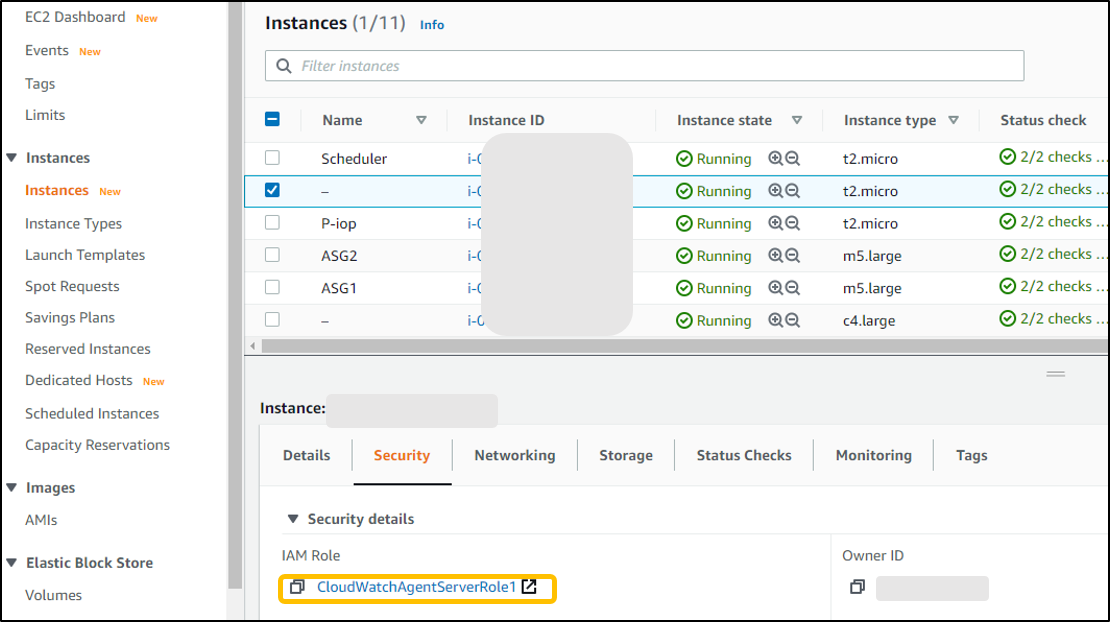 EC2 Dashboard New
Events New
Tags
Limits
Instances
Instances New
Instance Types
Launch Templates
Spot Requests
Savings Plans
Reserved Instances
Dedicated Hosts New
Scheduled Instances
Capacity Reservations
Images
AMIs
Elastic Block Store
Volumes
Instances (1/11) Info
Filter instances
Name Instance ID Instance state Instance type Status check
Scheduler i-0 Running t2.micro 2/2 checks ...
– i-0 Running t2.micro 2/2 checks ...
P-iop i-0 Running t2.micro 2/2 checks ...
ASG2 i-0 Running m5.large 2/2 checks ...
ASG1 i-0 Running m5.large 2/2 checks ...
– i-0 Running c4.large 2/2 checks ...
Instance:
Details Security Networking Storage Status Checks Monitoring Tags
Security details
IAM Role Owner ID
CloudWatchAgentServerRole1